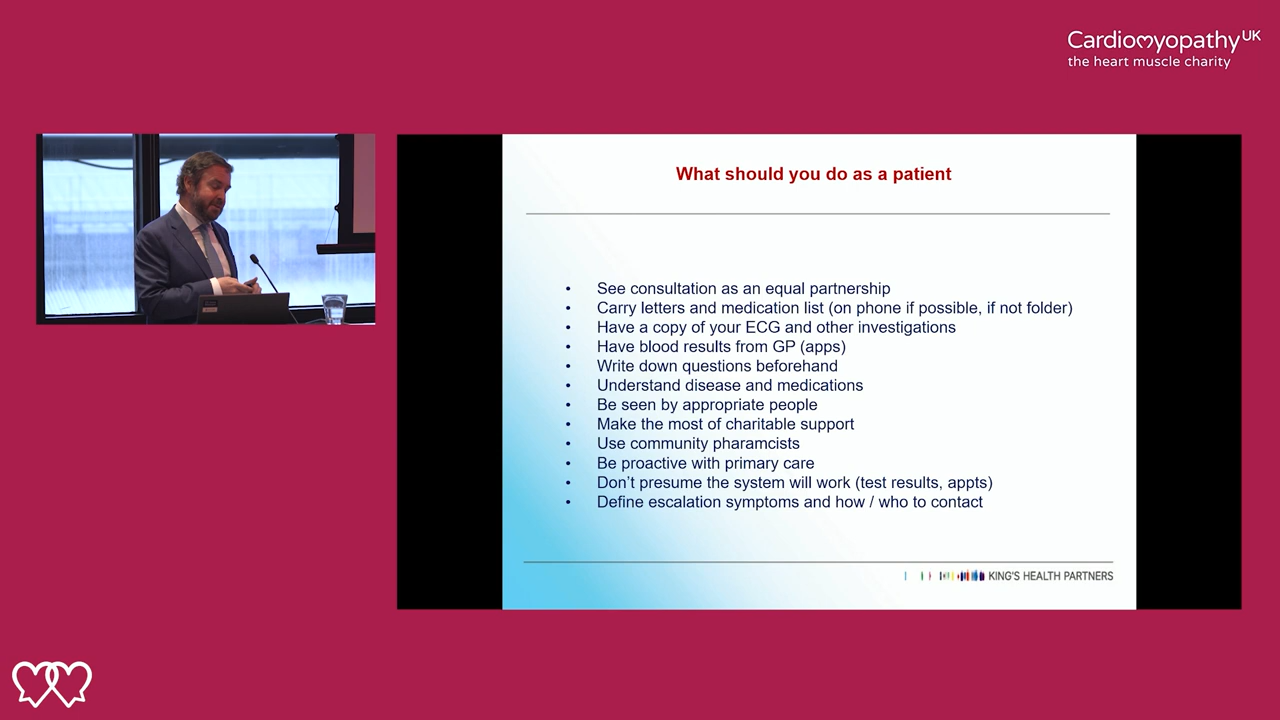 Cardiomyopathy UK
the heart muscle charity
What should you do as a patient
• See consultation as an equal partnership
• Carry letters and medication list (on phone if possible, if not folder)
• Have a copy of your ECG and other investigations
• Have blood results from GP (apps)
• Write down questions beforehand
• Understand disease and medications
• Be seen by appropriate people
• Make the most of charitable support
• Use community pharamcists
• Be proactive with primary care
• Don’t presume the system will work (test results, appts)
• Define escalation symptoms and how / who to contact
KING'S HEALTH PARTNERS